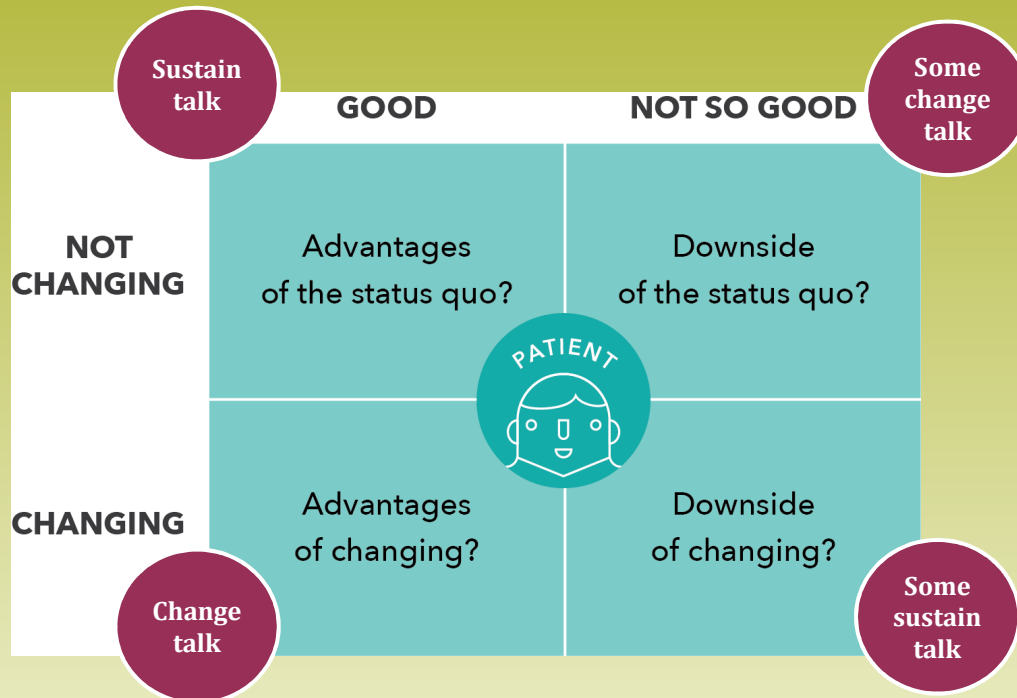 Sustain
talk
GOOD
NOT SO GOOD
Some
change
talk
NOT
CHANGING
Advantages
of the status quo?
Downside
of the status quo?
PATIENT
CHANGING
Advantages
of changing?
Downside
of changing?
Change
talk
Some
sustain
talk